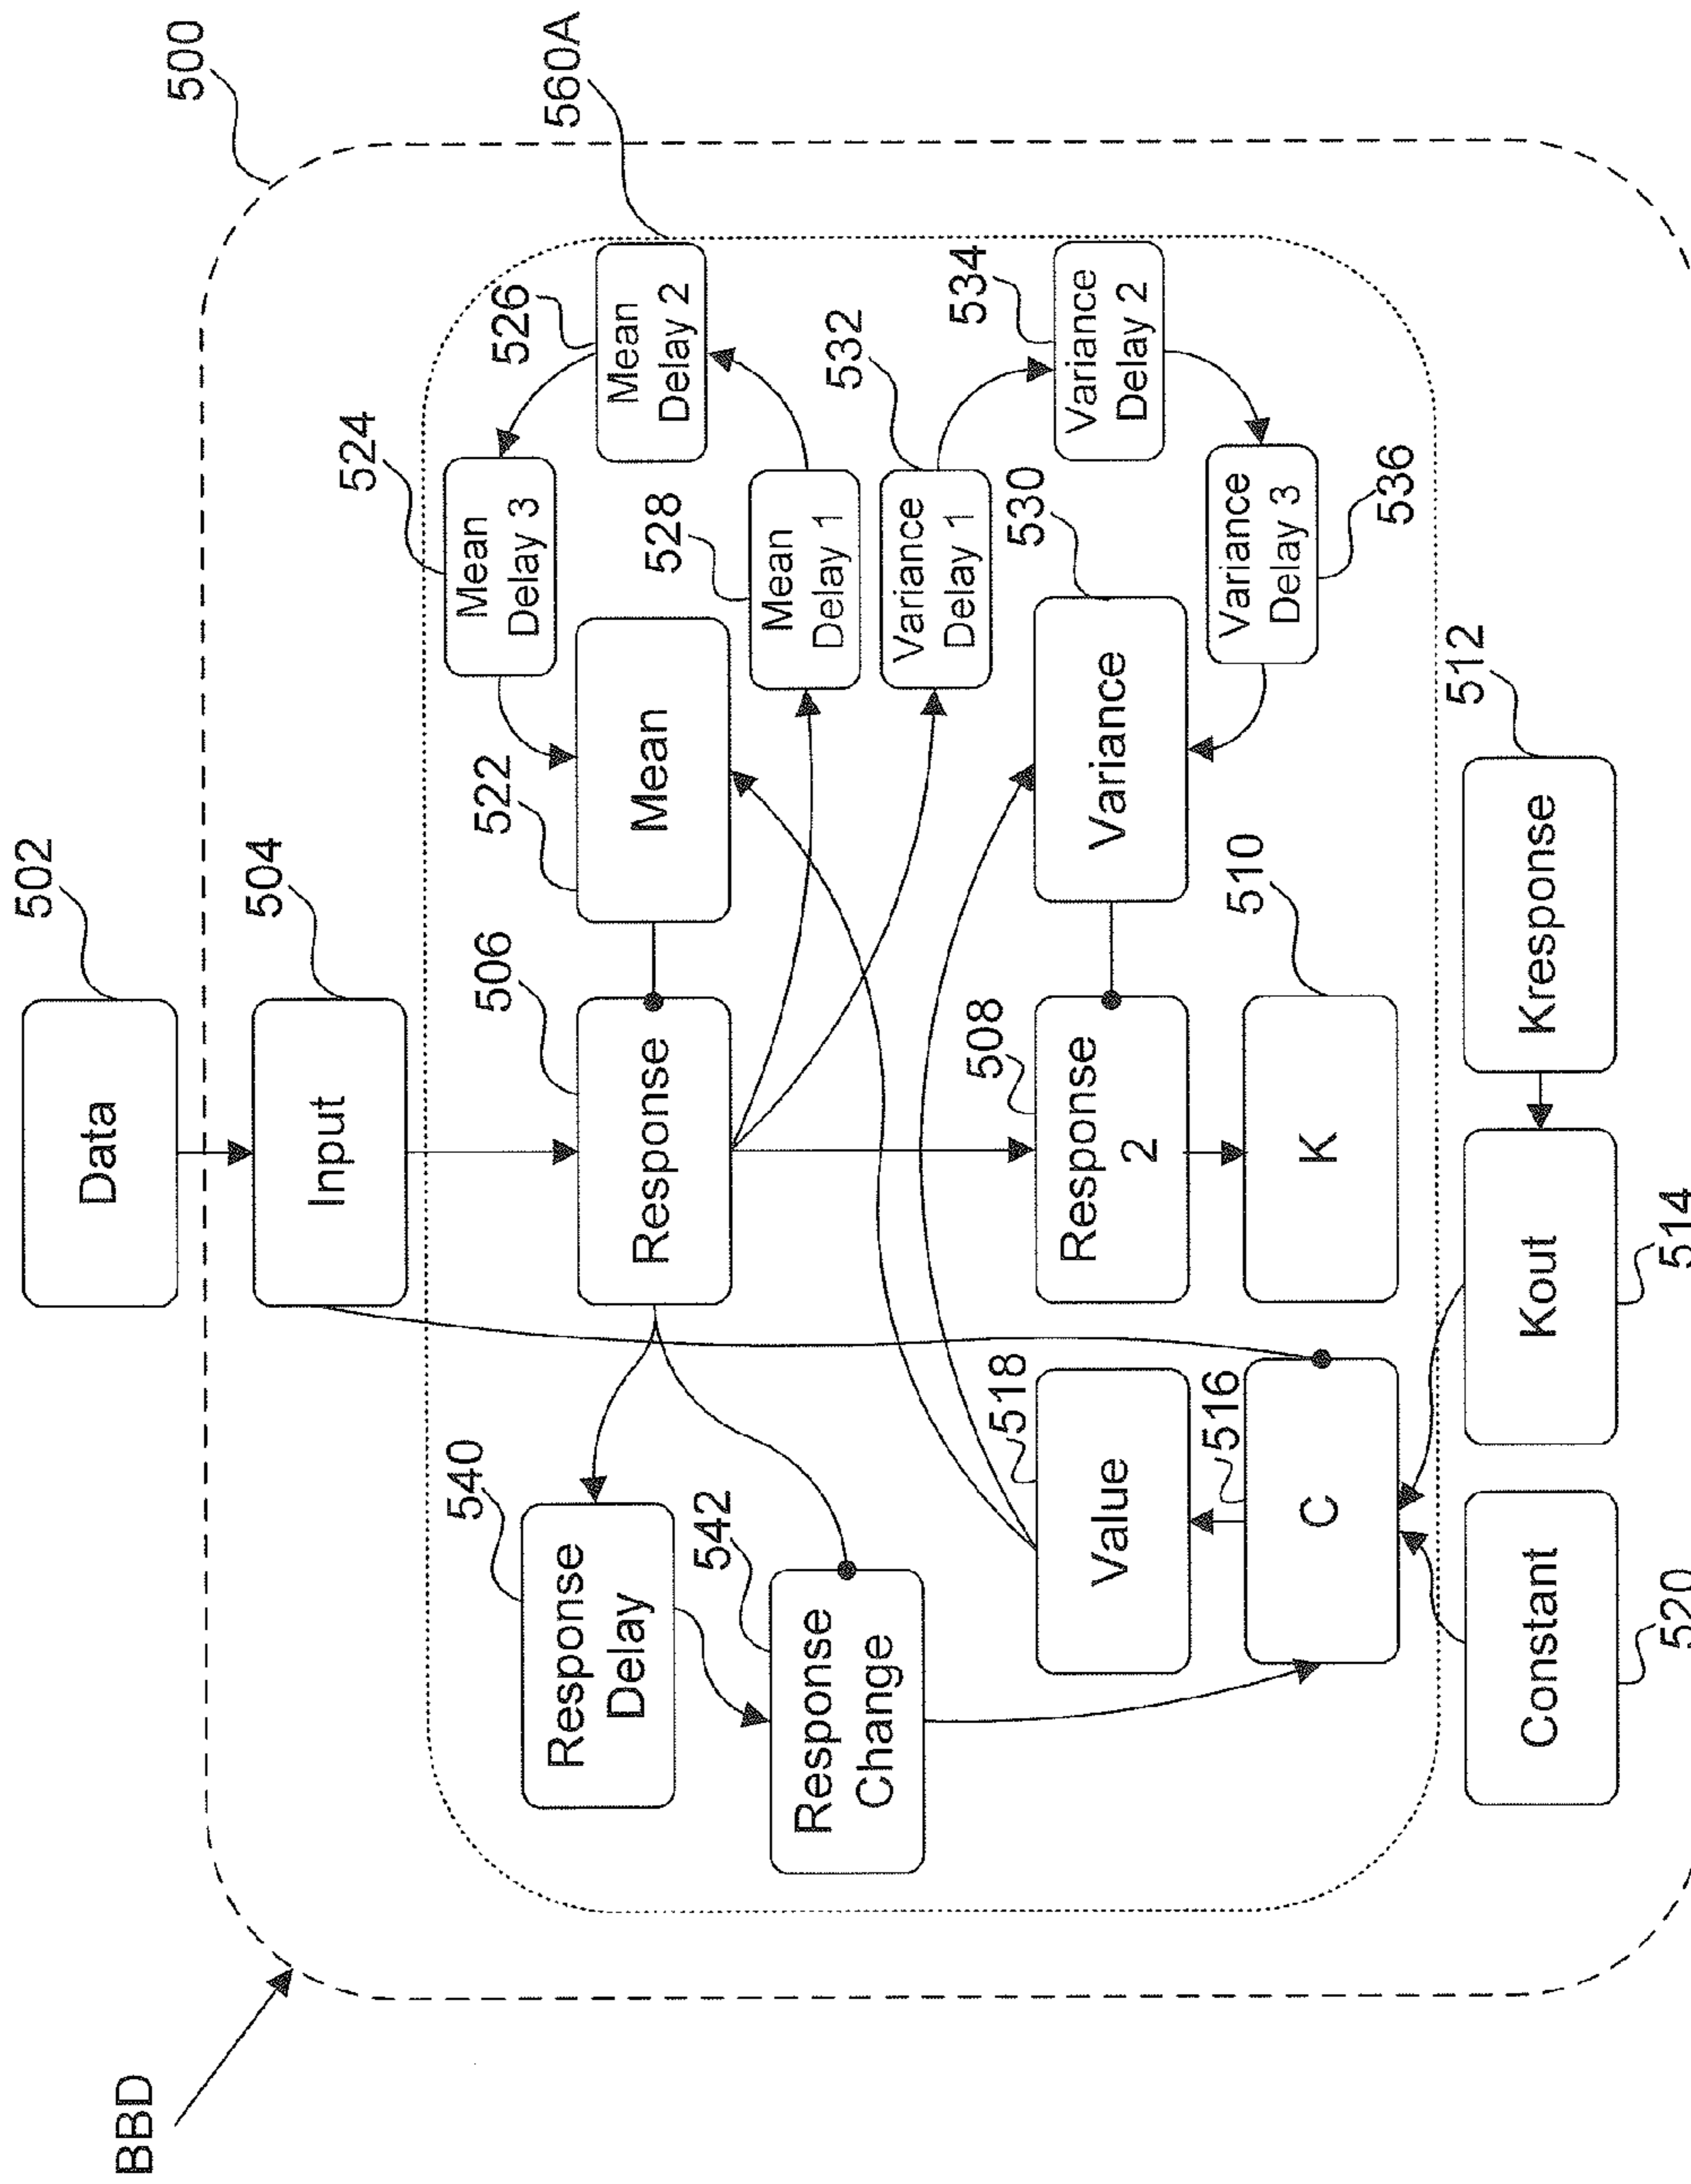 BBD
502
Data
500
504
Input
560A
524
540
506
522
526
Mean
Delay 3
Response
Delay
Response
Mean
Mean
Delay 2
528
542
Response
Change
Mean
Delay 1
532
Variance
Delay 1
534
518
508
530
Value
Response
2
Variance
Variance
Delay 2
516
510
536
C
K
Variance
Delay 3
512
Constant
Kout
Kresponse
520
514